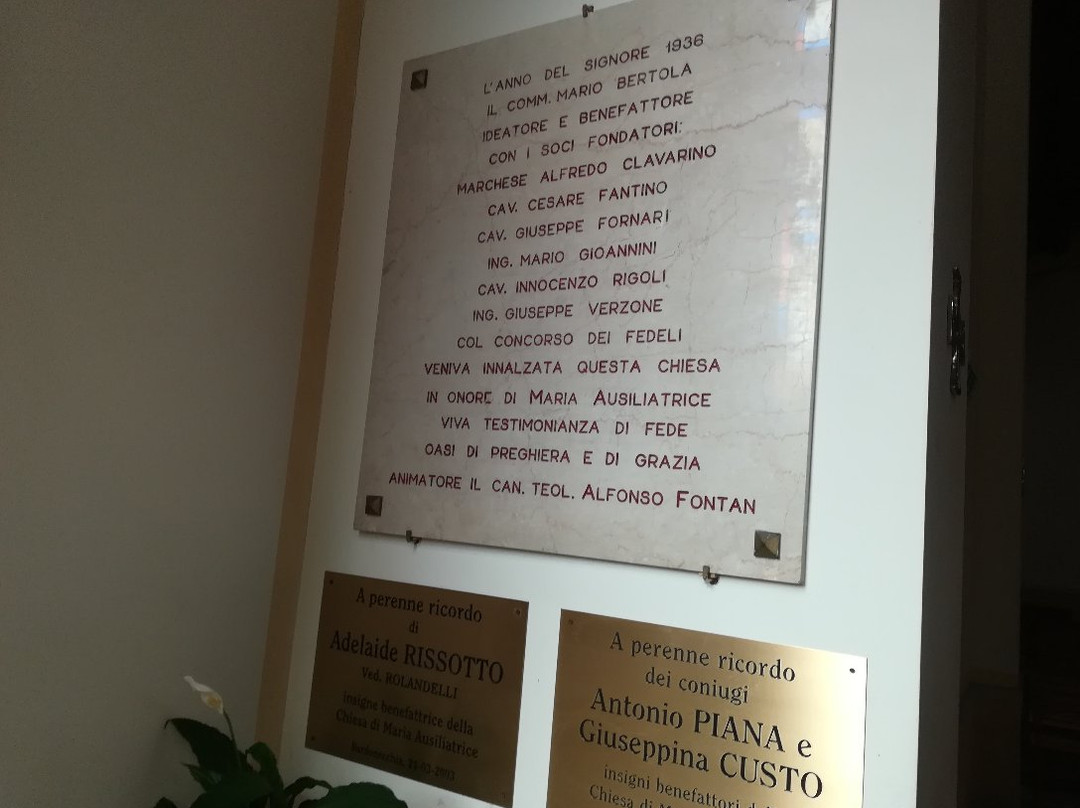 L'ANNO DEL SIGNORE 1936
IL COMM. MARIO BERTOLA
IDEATORE E BENEFATTORE
CON I SOCI FONDATORI:
MARCHESE ALFREDO CLAVARINO
CAV. CESARE FANTINO
CAV. GIUSEPPE FORNARI
ING. MARIO GIOANNINI
CAV. INNOCENZO RIGOLI
ING. GIUSEPPE VERZONE
COL CONCORSO DEI FEDELI
VENIVA INNALZATA QUESTA CHIESA
IN ONORE DI MARIA AUSILIATRICE
VIVA TESTIMONIANZA DI FEDE
OASI DI PREGHIERA E DI GRAZIA
ANIMATORE IL CAN. TEOL. ALFONSO FONTAN
A perenne ricordo
di
Adelaide RISSOTTO
Ved. ROLANDELLI
insigne benefattrice della
Chiesa di Maria Ausiliatrice
A perenne ricordo
dei coniugi
Antonio PIANA e
Giuseppina CUSTO
insigni benefattori
Chiesa di